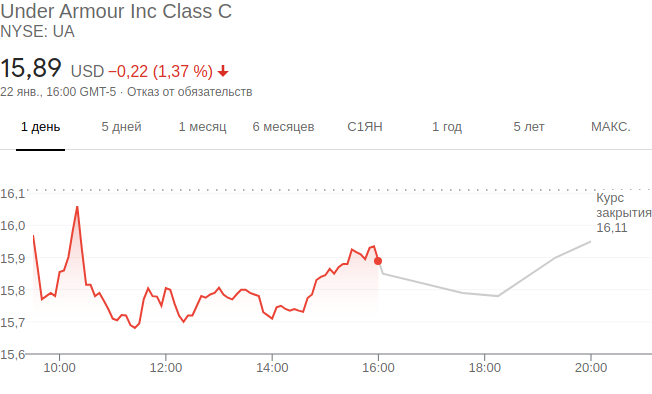 Under Armour Inc Class C
NYSE: UA
15,89 USD −0,22 (1,37 %)
22 янв., 16:00 GMT-5 · Отказ от обязательств
1 день 5 дней 1 месяц 6 месяцев С1ЯН 1 год 5 лет МАКС.
Курс
закрытия
16,11
16,1
16,0
15,9
15,8
15,7
15,6
10:00 12:00 14:00 16:00 18:00 20:00